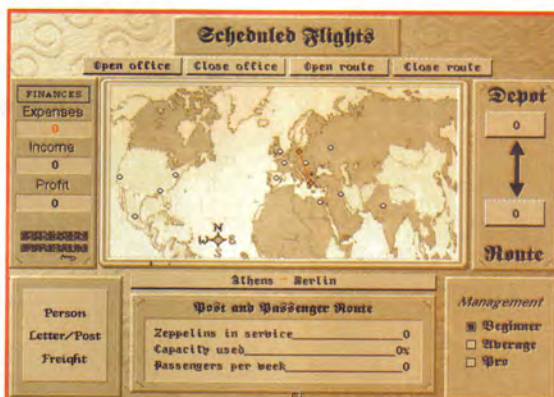 Scheduled Flights
Open office Close office Open route Close route
FINANCES
Expenses
0
Income
0
Profit
0
N
W E
S
Depot
0
0
Route
Athens - Berlin
Person
Letter/Post
Freight
Post and Passenger Route
Zeppelins in service 0
Capacity used 0%
Passengers per week 0
Management
Beginner
Average
Pro